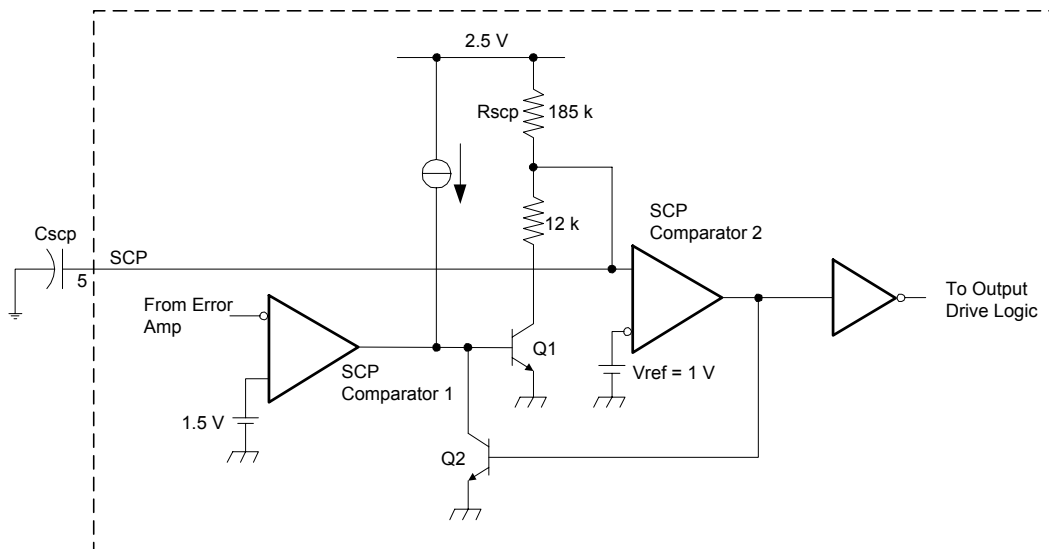 2.5 V
Rscp
185 k
12 k
SCP
Comparator 2
Cscp
5
SCP
From Error
Amp
To Output
Drive Logic
Q1
SCP
Comparator 1
Vref = 1 V
1.5 V
Q2